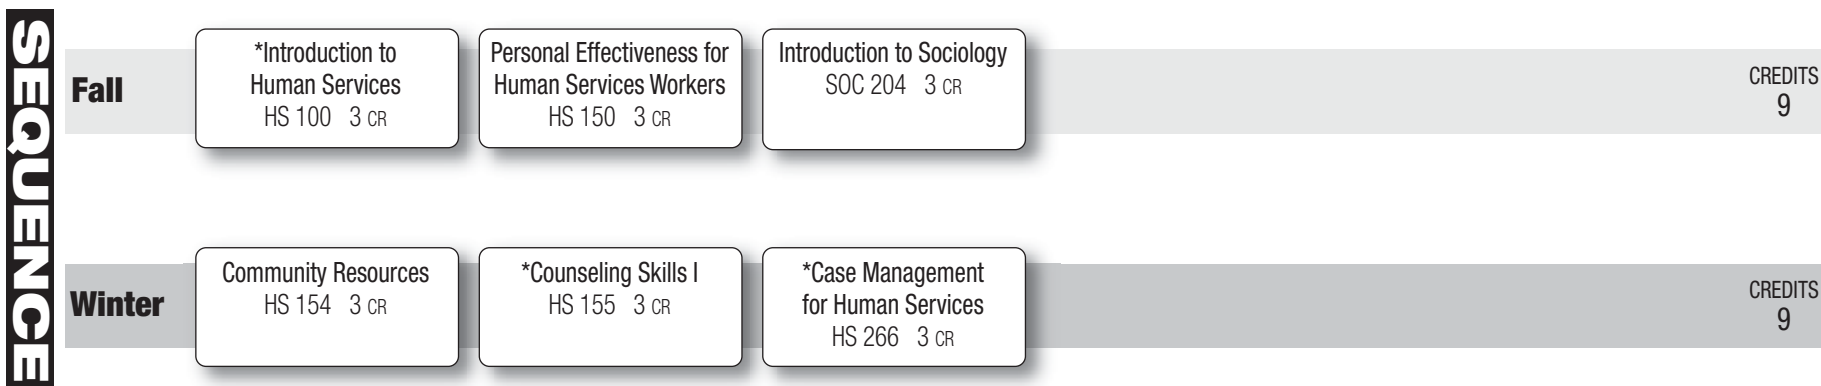 SEQUENCE
Fall
*Introduction to
Human Services
HS 100 3 CR
Personal Effectiveness for
Human Services Workers
HS 150 3 CR
Introduction to Sociology
SOC 204 3 CR
CREDITS
9
Winter
Community Resources
HS 154 3 CR
*Counseling Skills I
HS 155 3 CR
*Case Management
for Human Services
HS 266 3 CR
CREDITS
9